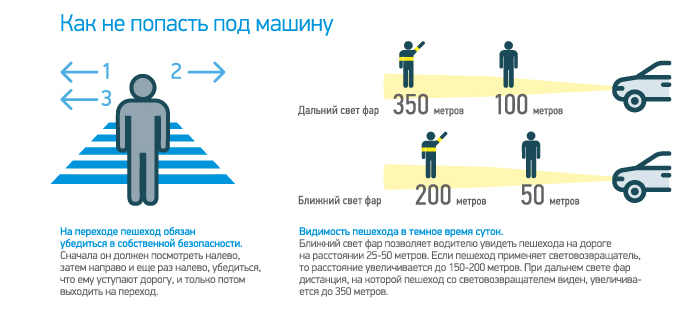 Как не попасть под машину
1 2
3
Дальний свет фар 350 метров 100 метров
Ближний свет фар 200 метров 50 метров
На переходе пешеход обязан
убедиться в собственной безопасности.
Сначала он должен посмотреть налево,
затем направо и еще раз налево, убедиться,
что ему уступают дорогу, и только потом
выходить на переход.
Видимость пешехода в темное время суток.
Ближний свет фар позволяет водителю увидеть пешехода на дороге
на расстоянии 25-50 метров. Если пешеход применяет световозвращатель,
то расстояние увеличивается до 150-200 метров. При дальнем свете фар
дистанция, на которой пешеход со световозвращателем виден, увеличива-
ется до 350 метров.